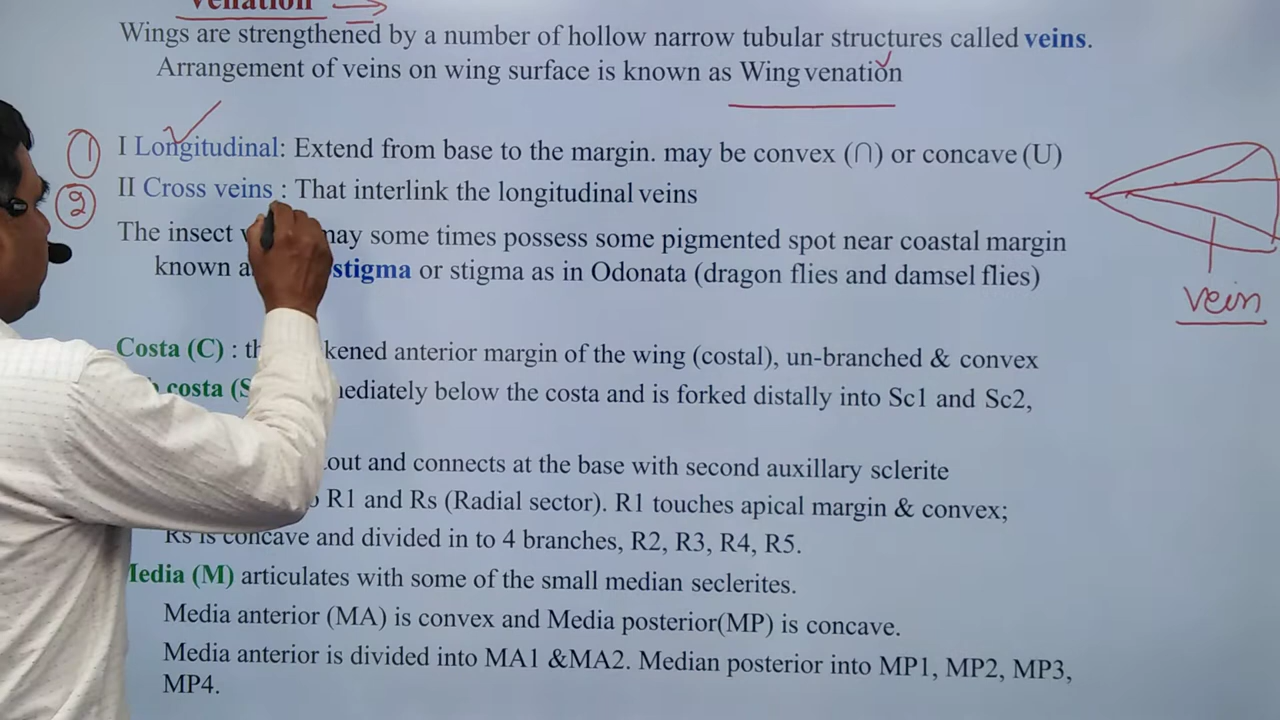 Venation
Wings are strengthened by a number of hollow narrow tubular structures called veins.
Arrangement of veins on wing surface is known as Wing venation
1 I Longitudinal: Extend from base to the margin. may be convex (∩) or concave (U)
2 II Cross veins : That interlink the longitudinal veins
The insect may some times possess some pigmented spot near coastal margin
known stigma or stigma as in Odonata (dragon flies and damsel flies)
vein
Costa (C) : kened anterior margin of the wing (costal), un-branched & convex
costa (S mediately below the costa and is forked distally into Sc1 and Sc2,
out and connects at the base with second auxillary sclerite
R1 and Rs (Radial sector). R1 touches apical margin & convex;
Rs is concave and divided in to 4 branches, R2, R3, R4, R5.
Media (M) articulates with some of the small median seclerites.
Media anterior (MA) is convex and Media posterior(MP) is concave.
Media anterior is divided into MA1 &MA2. Median posterior into MP1, MP2, MP3,
MP4.